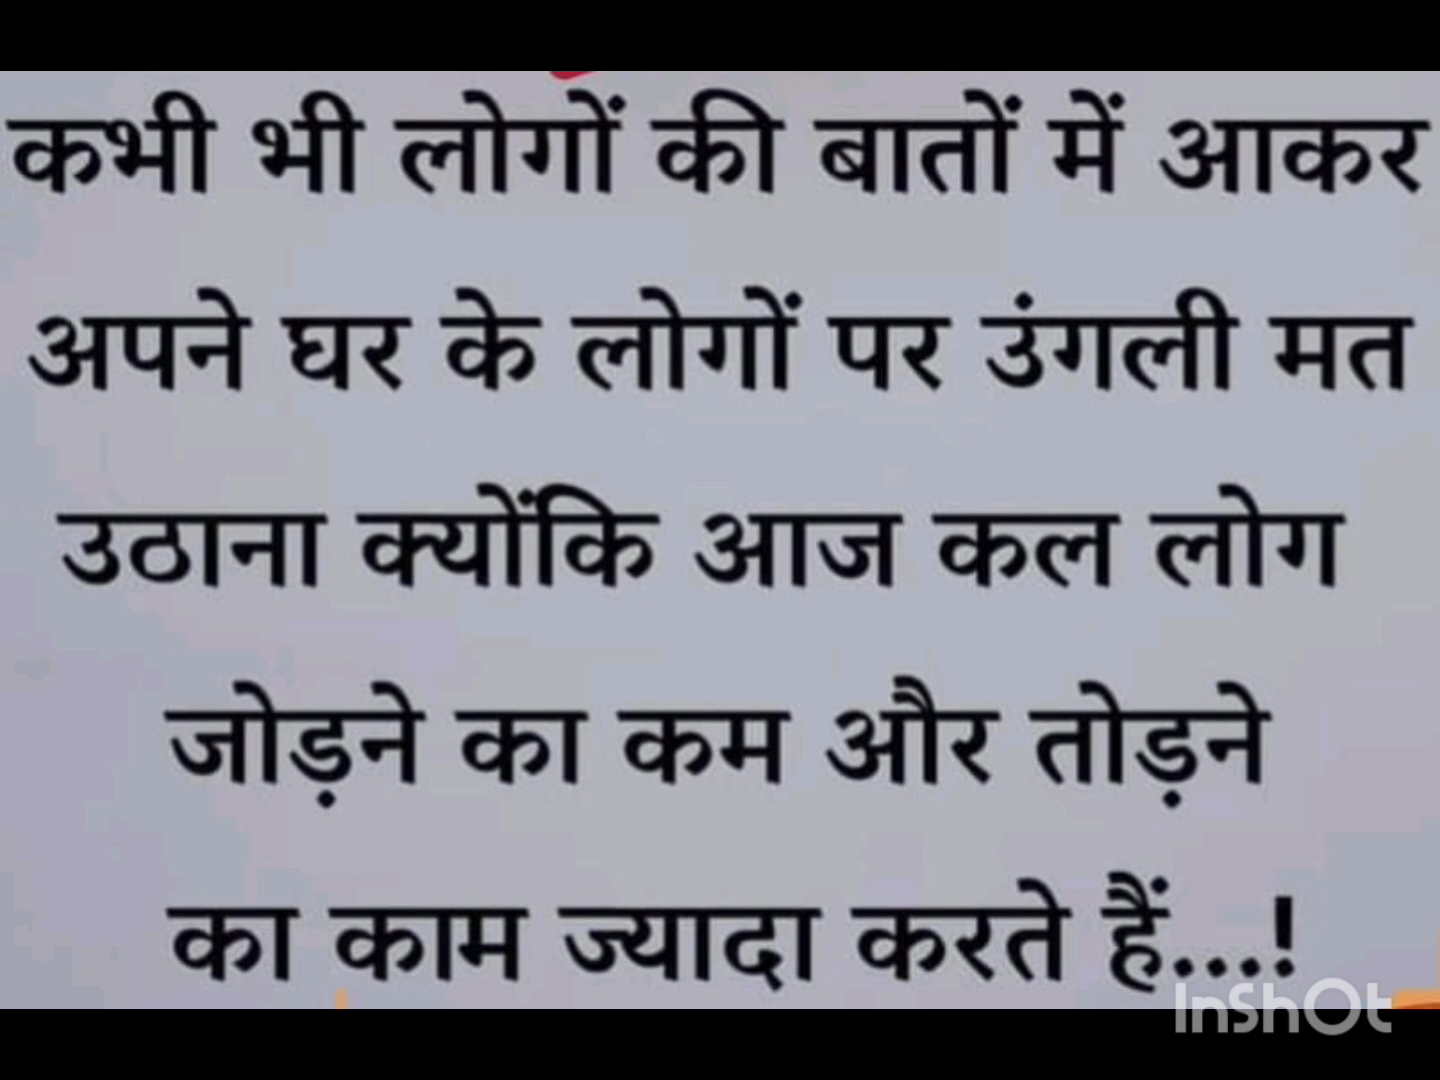 कभी भी लोगों की बातों में आकर
अपने घर के लोगों पर उंगली मत
उठाना क्योंकि आज कल लोग
जोड़ने का कम और तोड़ने
का काम ज्यादा करते हैं...!
InShOt